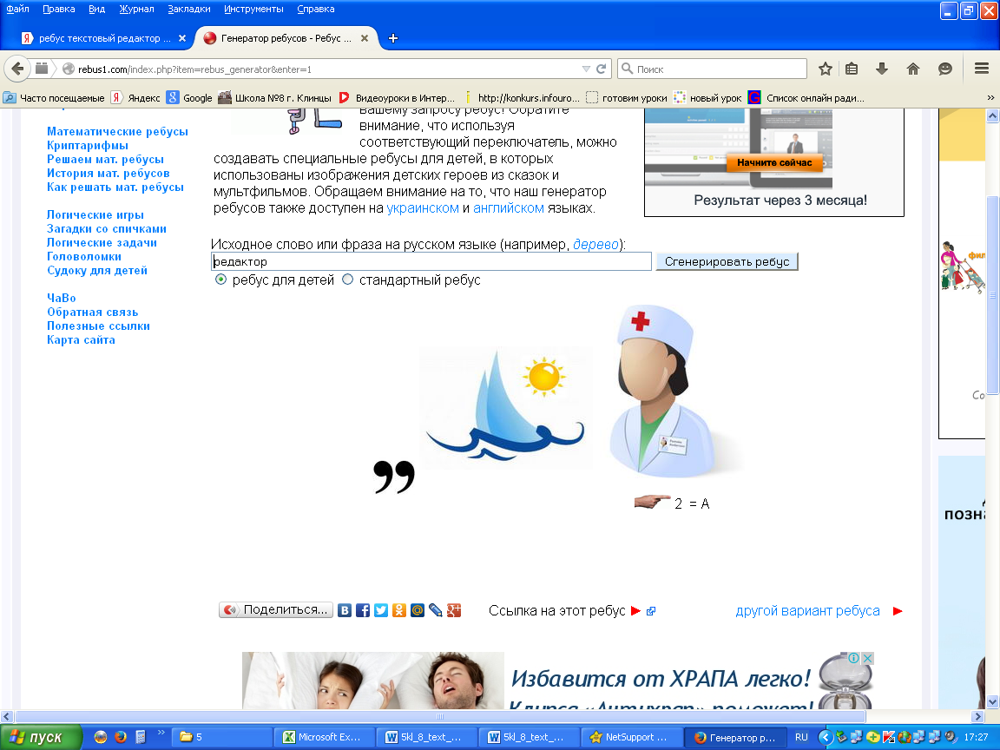 Файл Правка Вид Журнал Закладки Инструменты Справка
ребус текстовый редактор ... × Генератор ребусов - Ребус ... × +
rebus1.com/index.php?item=rebus_generator&enter=1 Поиск
Часто посещаемые Яндекс Google Школа №8 г. Клинцы Видеоуроки в Интер... http://konkurs.infouro... готовим уроки новый урок Список онлайн ради... »
Математические ребусы
Криптарифмы
Решаем мат. ребусы
История мат. ребусов
Как решать мат. ребусы
Логические игры
Загадки со спичками
Логические задачи
Головоломки
Судоку для детей
ЧаВо
Обратная связь
Полезные ссылки
Карта сайта
вашему запросу ребус! Обратите
внимание, что используя
соответствующий переключатель, можно
создавать специальные ребусы для детей, в которых
использованы изображения детских героев из сказок и
мультфильмов. Обращаем внимание на то, что наш генератор
ребусов также доступен на украинском и английском языках.
Начните сейчас
Результат через 3 месяца!
Исходное слово или фраза на русском языке (например, дерево):
редактор Сгенерировать ребус
ребус для детей стандартный ребус
,,
2 = А
Поделиться... Ссылка на этот ребус другой вариант ребуса
Избавится от ХРАПА легко!
Клипса «Антихрап» поможет!
фил
Со
позна
пуск 5 Microsoft Ex... 5kl_8_text_... 5kl_8_text_... NetSupport ... Генератор р... RU 17:27